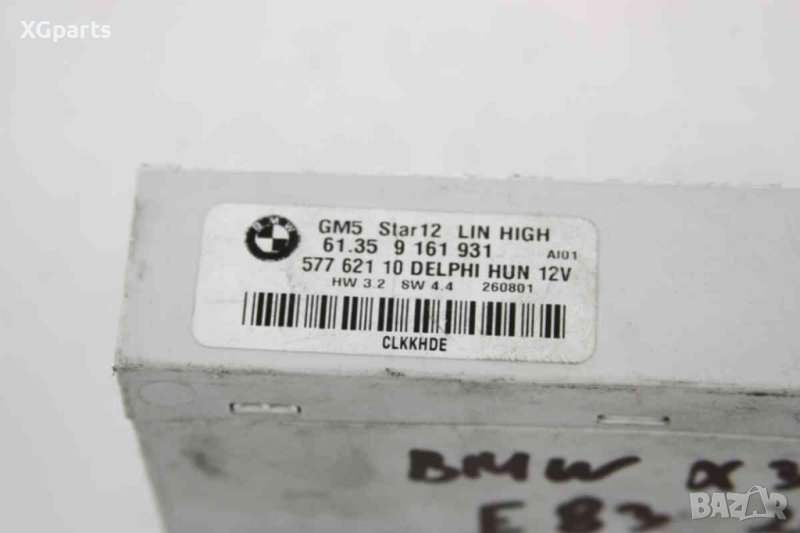 XGparts
BMW
GM5 Star12 LIN HIGH
61.35 9 161 931 AI01
577 621 10 DELPHI HUN 12V
HW 3.2 SW 4.4 260801
CLKKHDE
BMW X3
E83
BAZAR